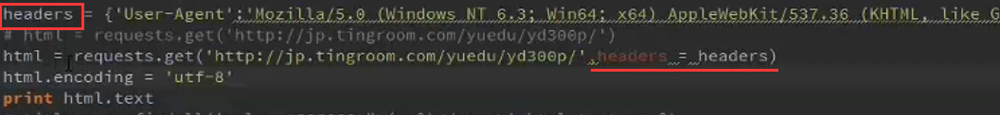 headers = {'User-Agent':'Mozilla/5.0 (Windows NT 6.3; Win64; x64) AppleWebKit/537.36 (KHTML, like G
# html = requests.get('http://jp.tingroom.com/yuedu/yd300p/')
html = requests.get('http://jp.tingroom.com/yuedu/yd300p/',headers = headers)
html.encoding = 'utf-8'
print html.text